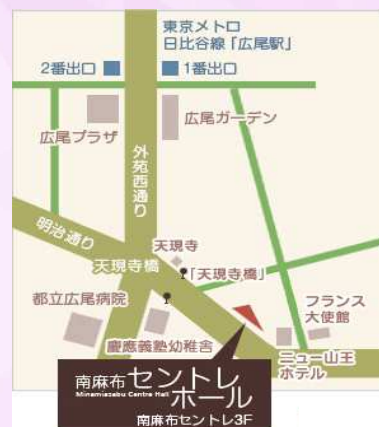 東京メトロ
日比谷線「広尾駅」
2番出口
1番出口
広尾プラザ
広尾ガーデン
外苑西通り
明治通り
天現寺
天現寺橋
「天現寺橋」
都立広尾病院
慶應義塾幼稚舎
フランス
大使館
ニュー山王
ホテル
南麻布セントレ
Minamiazabu Centre Hall
ホール
南麻布セントレ3F